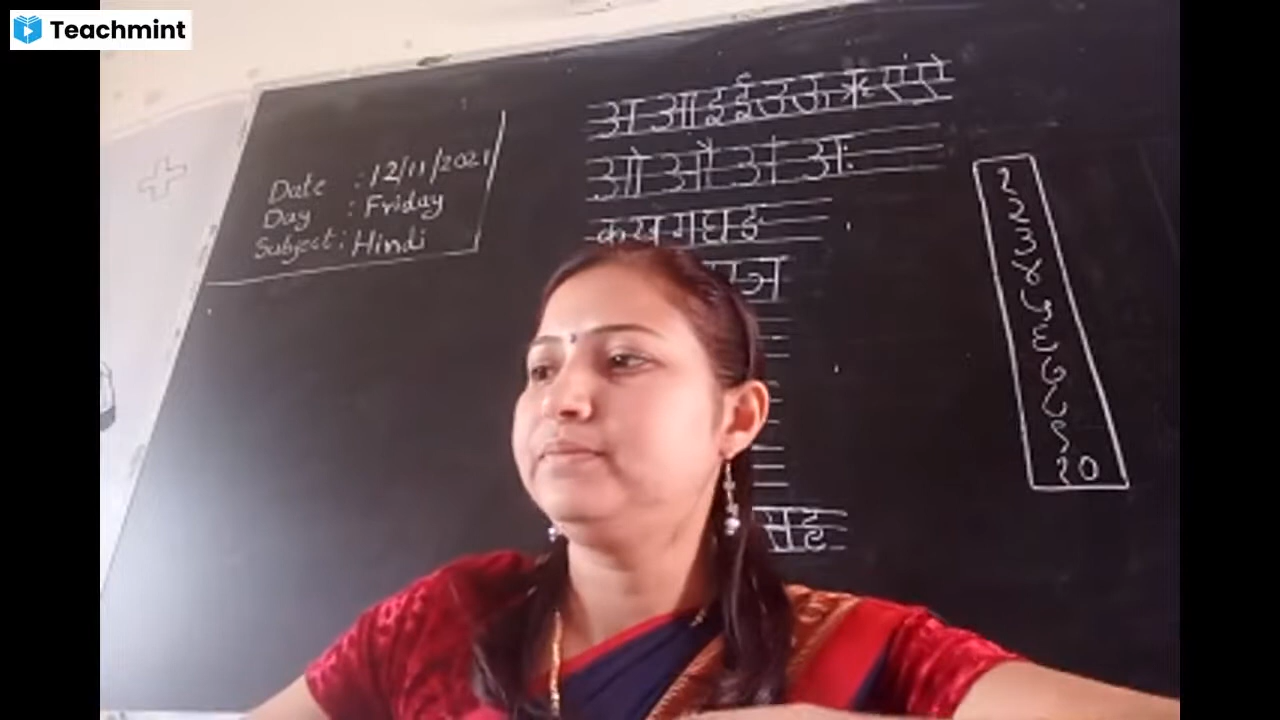 Teachmint
Date : 12/11/2021
Day : Friday
Subject : Hindi
अ आ इ ई उ ऊ ऋ ए ऐ
ओ औ अं अः
क ख ग घ ङ
ञ
स ह
१
२
३
४
५
६
७
८
९
१०